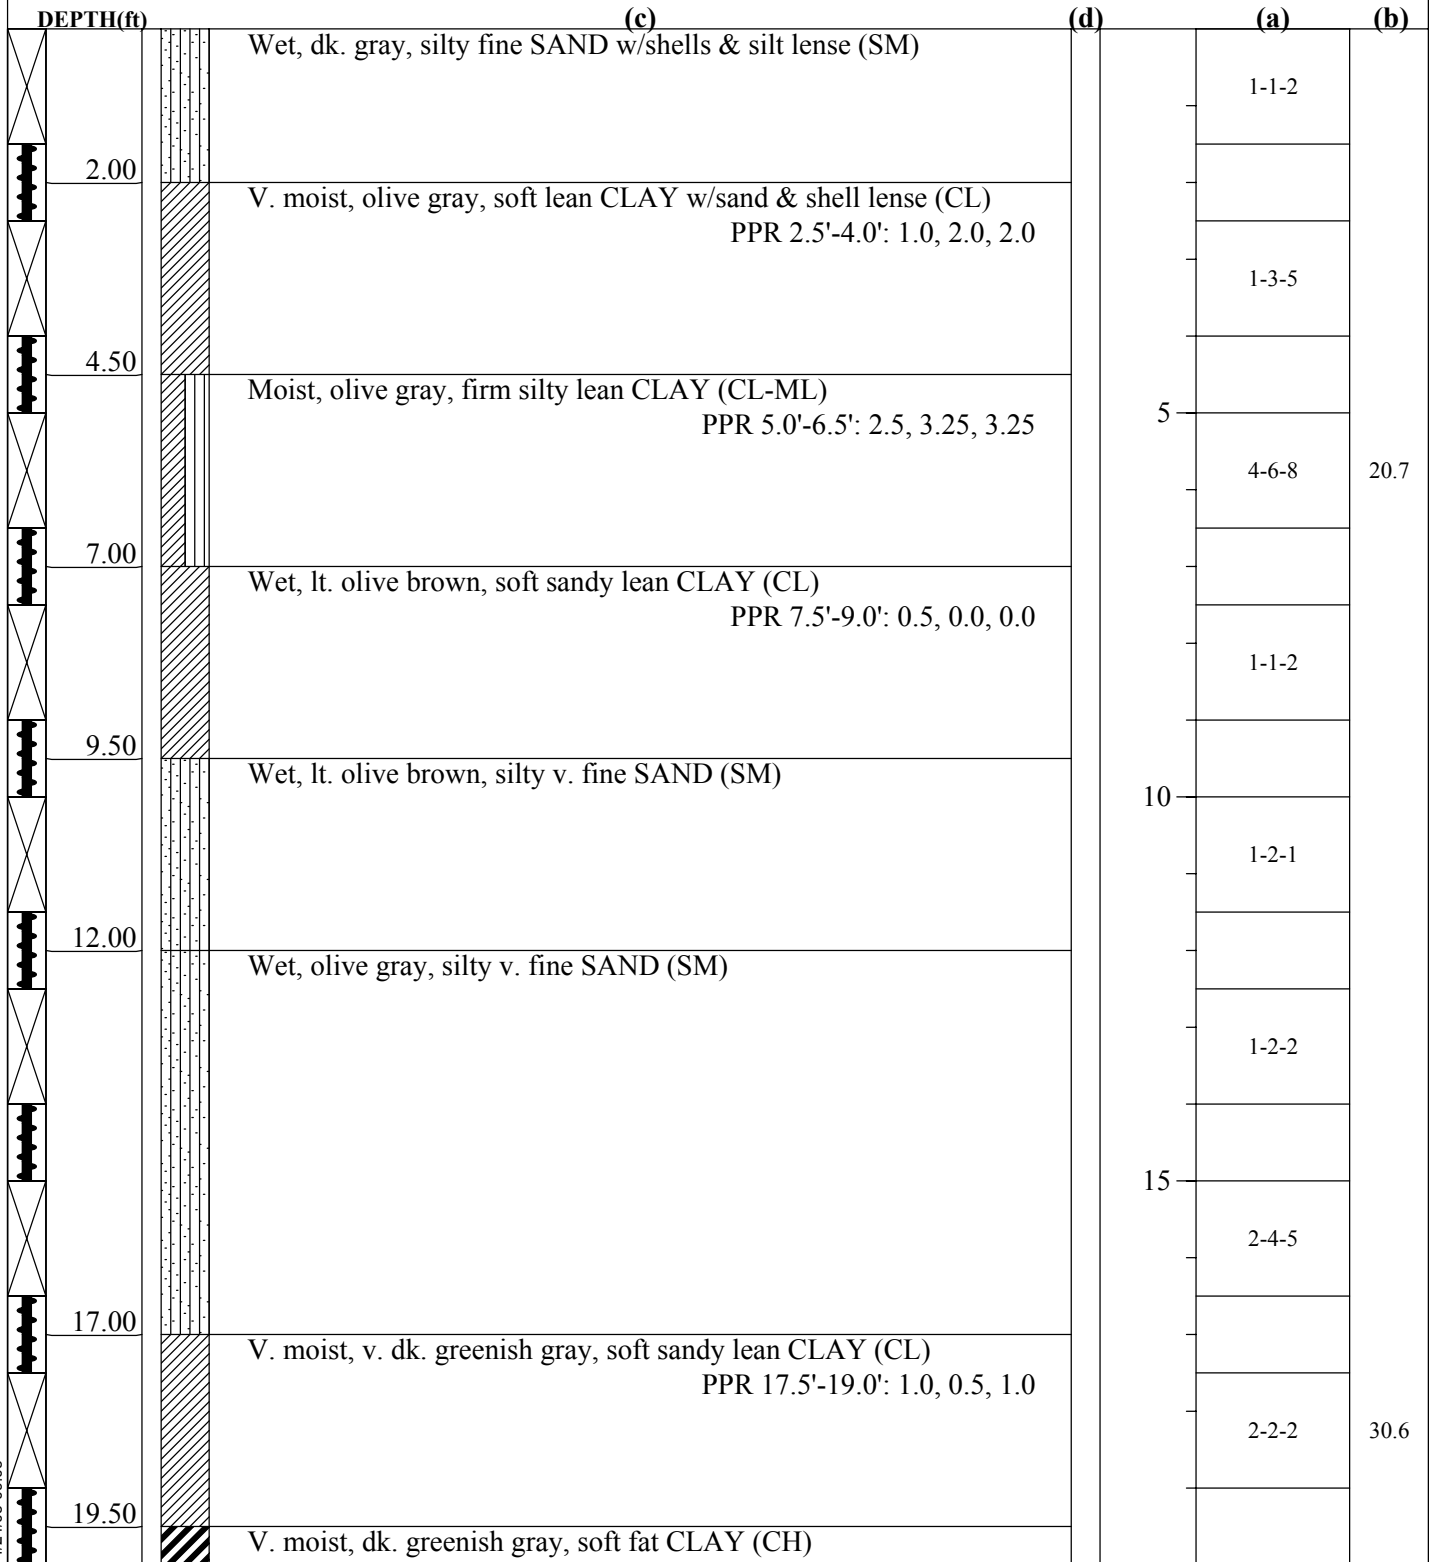 DEPTH(ft) (c) (d) (a) (b)
Wet, dk. gray, silty fine SAND w/shells & silt lense (SM)
1-1-2
2.00
V. moist, olive gray, soft lean CLAY w/sand & shell lense (CL)
PPR 2.5'-4.0': 1.0, 2.0, 2.0
1-3-5
4.50
Moist, olive gray, firm silty lean CLAY (CL-ML)
5
PPR 5.0'-6.5': 2.5, 3.25, 3.25
4-6-8 20.7
7.00
Wet, lt. olive brown, soft sandy lean CLAY (CL)
PPR 7.5'-9.0': 0.5, 0.0, 0.0
1-1-2
9.50
Wet, lt. olive brown, silty v. fine SAND (SM)
10
1-2-1
12.00
Wet, olive gray, silty v. fine SAND (SM)
1-2-2
15
2-4-5
17.00
V. moist, v. dk. greenish gray, soft sandy lean CLAY (CL)
PPR 17.5'-19.0': 1.0, 0.5, 1.0
2-2-2 30.6
19.50
V. moist, dk. greenish gray, soft fat CLAY (CH)